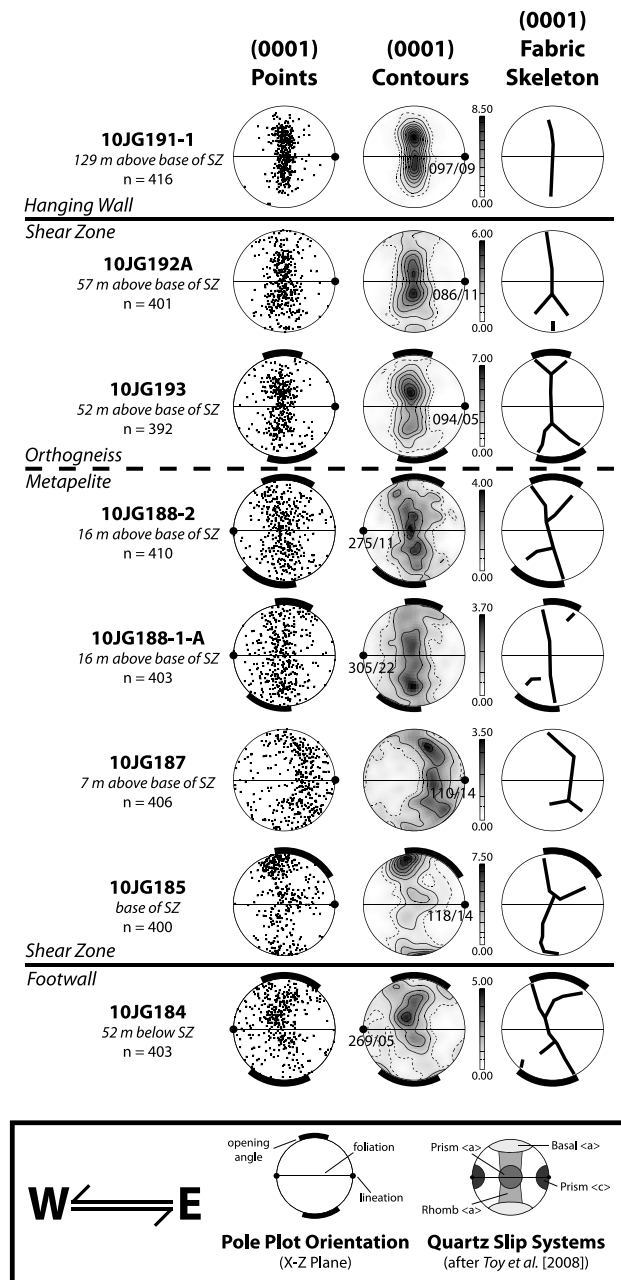 (0001) (0001) (0001)
Points Contours Fabric
Skeleton
8.50
10JG191-1
129 m above base of SZ
n = 416
097/09
0.00
Hanging Wall
Shear Zone
6.00
10JG192A
57 m above base of SZ
n = 401
086/11
0.00
7.00
10JG193
52 m above base of SZ
n = 392
094/05
0.00
Orthogneiss
Metapelite
4.00
10JG188-2
16 m above base of SZ
n = 410
275/11
0.00
3.70
10JG188-1-A
16 m above base of SZ
n = 403
305/22
0.00
3.50
10JG187
7 m above base of SZ
n = 406
110/14
0.00
7.50
10JG185
base of SZ
n = 400
118/14
0.00
Shear Zone
Footwall
5.00
10JG184
52 m below SZ
n = 403
269/05
0.00
W E
opening
angle
foliation
lineation
Pole Plot Orientation
(X-Z Plane)
Prism <a>
Basal <a>
Prism <c>
Rhomb <a>
Quartz Slip Systems
(after Toy et al. [2008])